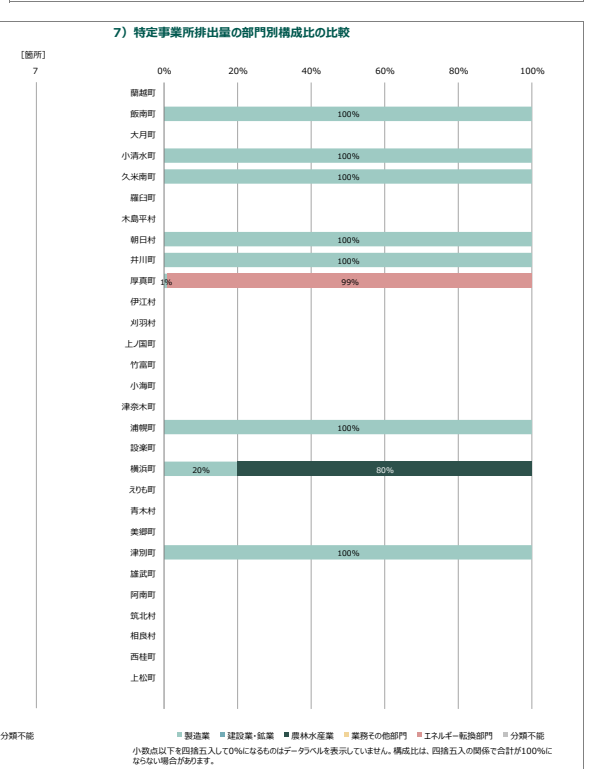 7）特定事業所排出量の部門別構成比の比較
[箇所]
7
0% 20% 40% 60% 80% 100%
蘭越町
飯南町 100%
大月町
小清水町 100%
久米南町 100%
羅臼町
木島平村
朝日村 100%
井川町 100%
厚真町 1% 99%
伊江村
刈羽村
上ノ国町
竹富町
小海町
津奈木町
浦幌町 100%
設楽町
横浜町 20% 80%
えりも町
青木村
美郷町
津別町 100%
雄武町
阿南町
筑北村
相良村
西桂町
上松町
分類不能
製造業 建設業・鉱業 農林水産業 業務その他部門 エネルギー転換部門 分類不能
小数点以下を四捨五入して0%になるものはデータラベルを表示していません。構成比は、四捨五入の関係で合計が100%に
ならない場合があります。